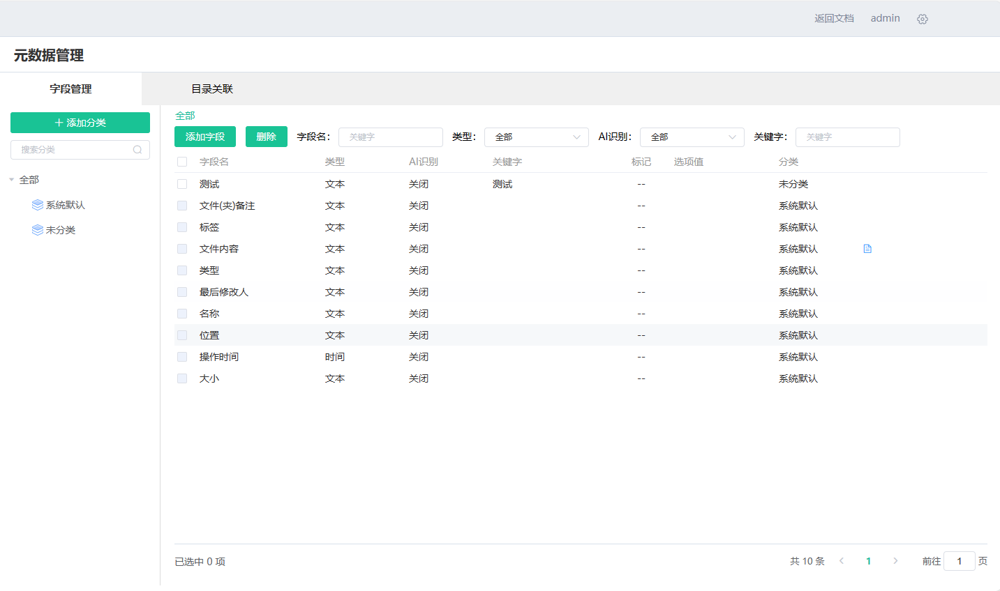 返回文档 admin
元数据管理
字段管理 目录关联
添加分类
搜索分类
全部
系统默认
未分类
全部
添加字段 删除 字段名： 关键字 类型： 全部 AI识别： 全部 关键字： 关键字
字段名 类型 AI识别 关键字 标记 选项值 分类
测试 文本 关闭 测试 -- 未分类
文件(夹)备注 文本 关闭 -- 系统默认
标签 文本 关闭 -- 系统默认
文件内容 文本 关闭 -- 系统默认
类型 文本 关闭 -- 系统默认
最后修改人 文本 关闭 -- 系统默认
名称 文本 关闭 -- 系统默认
位置 文本 关闭 -- 系统默认
操作时间 时间 关闭 -- 系统默认
大小 文本 关闭 -- 系统默认
已选中 0 项 共 10 条 1 前往 1 页